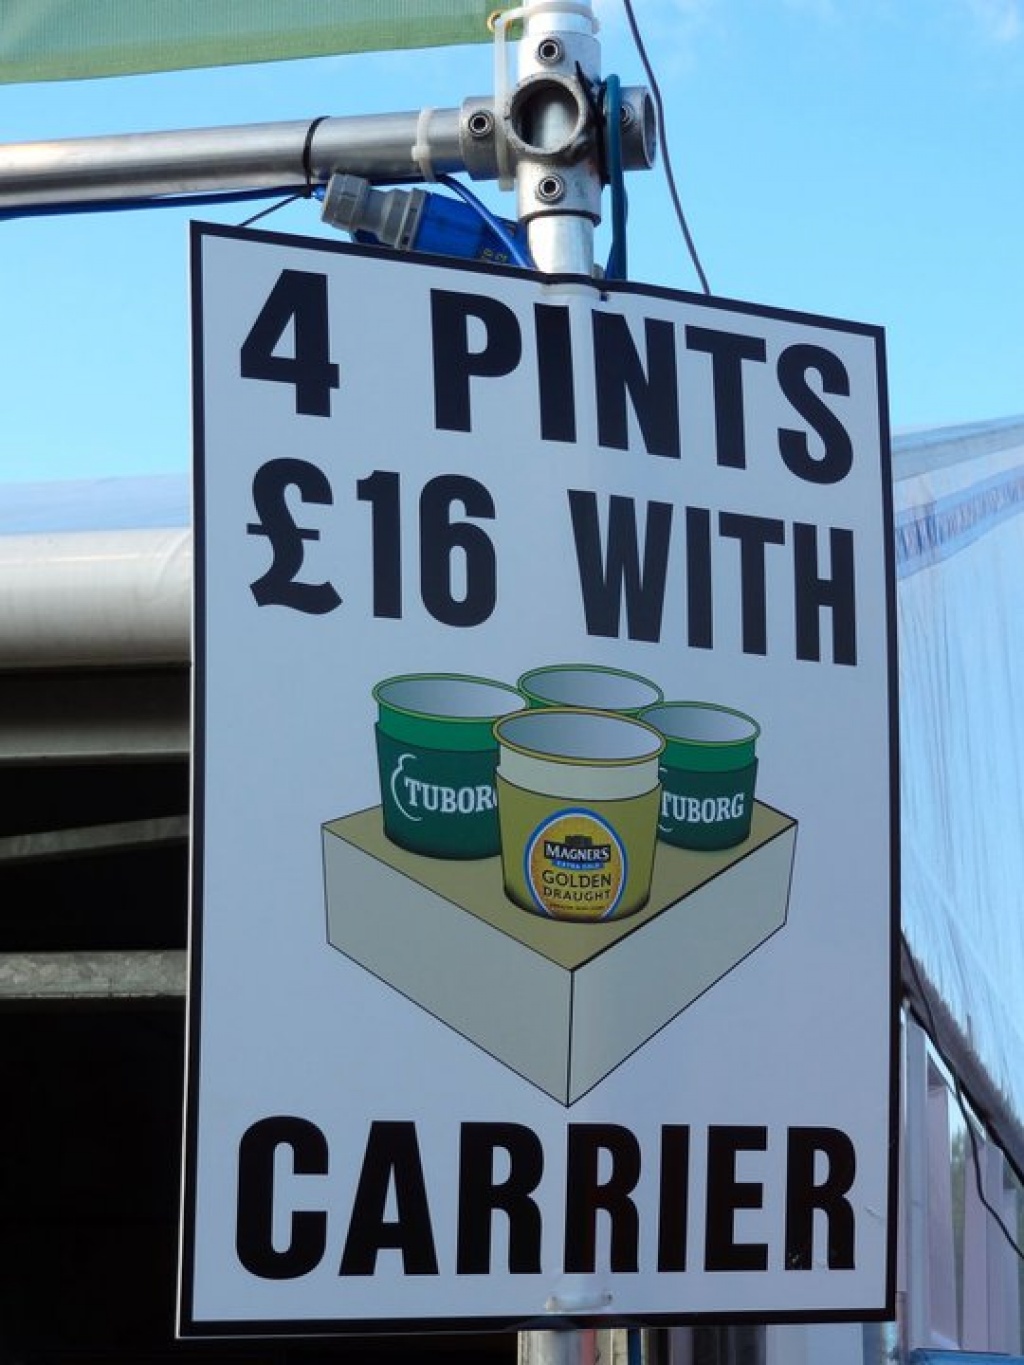 4 PINTS
£16 WITH
TUBORG
TUBORG
MAGNERS
GOLDEN
DRAUGHT
CARRIER